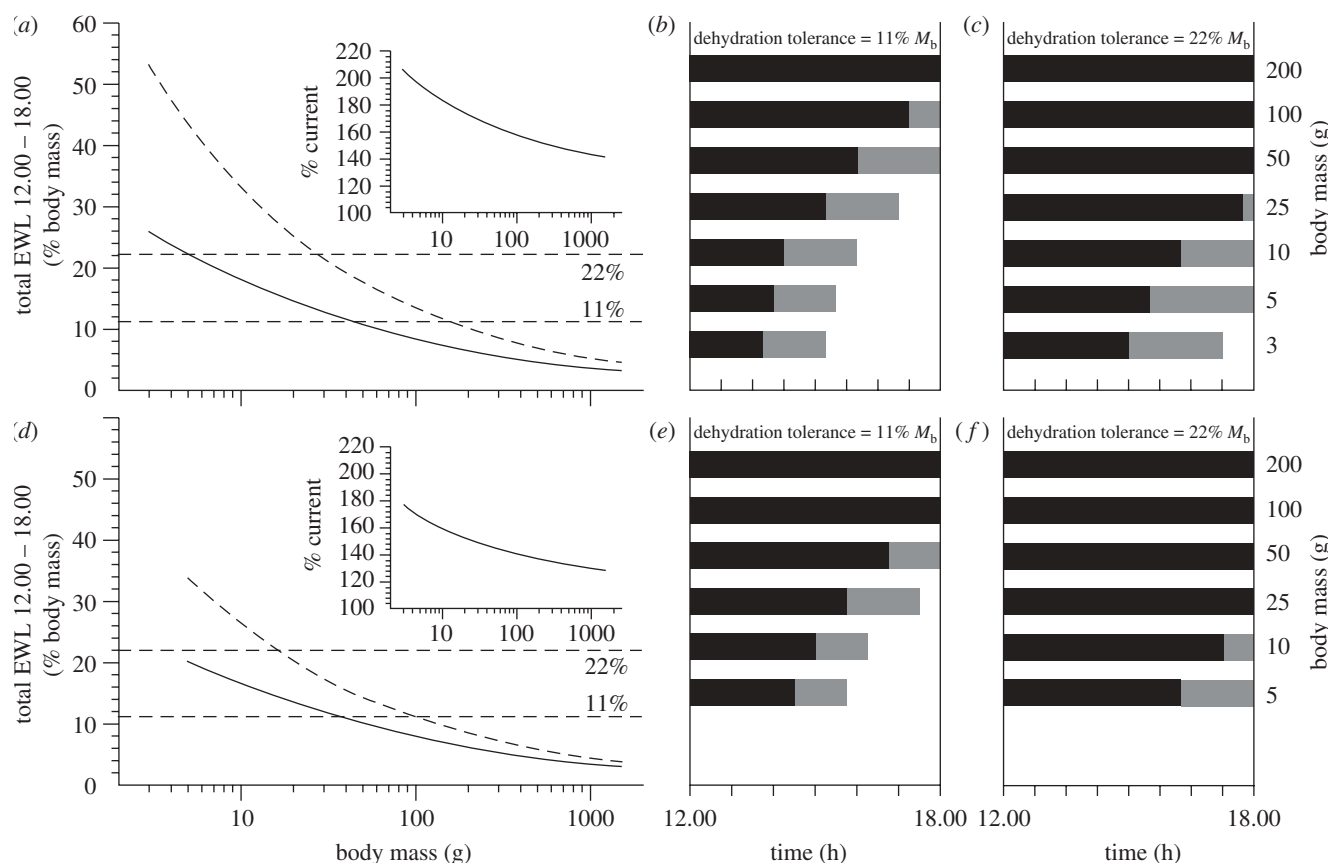 (a)
total EWL 12.00 – 18.00
(% body mass)
60
50
40
30
20
10
0
22%
11%
% current
220
200
180
160
140
120
100
10
100
1000
(b)
dehydration tolerance = 11% Mb
(c)
dehydration tolerance = 22% Mb
200
100
50
25
10
5
3
body mass (g)
(d)
total EWL 12.00 – 18.00
(% body mass)
50
40
30
20
10
0
22%
11%
% current
220
200
180
160
140
120
100
10
100
1000
10
100
1000
body mass (g)
(e)
dehydration tolerance = 11% Mb
12.00
18.00
time (h)
(f)
dehydration tolerance = 22% Mb
12.00
18.00
time (h)
200
100
50
25
10
5
body mass (g)